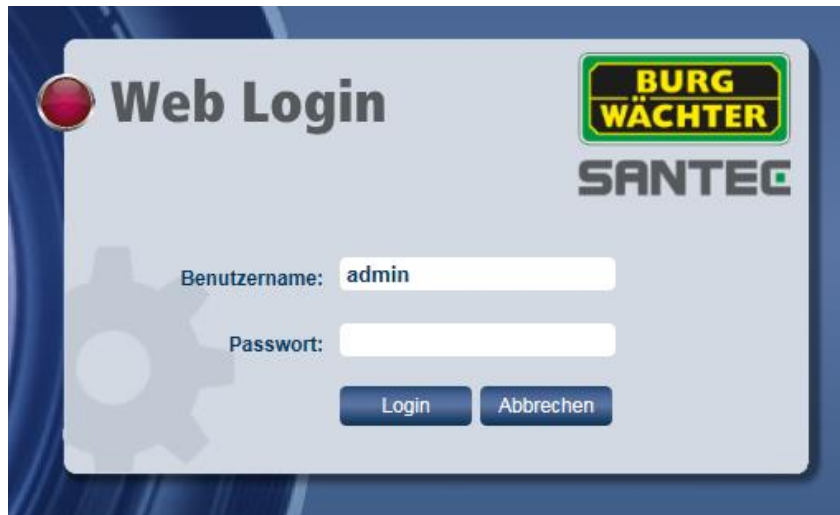 Web Login
BURG
WÄCHTER
SANTEC
Benutzername: admin
Passwort:
Login Abbrechen